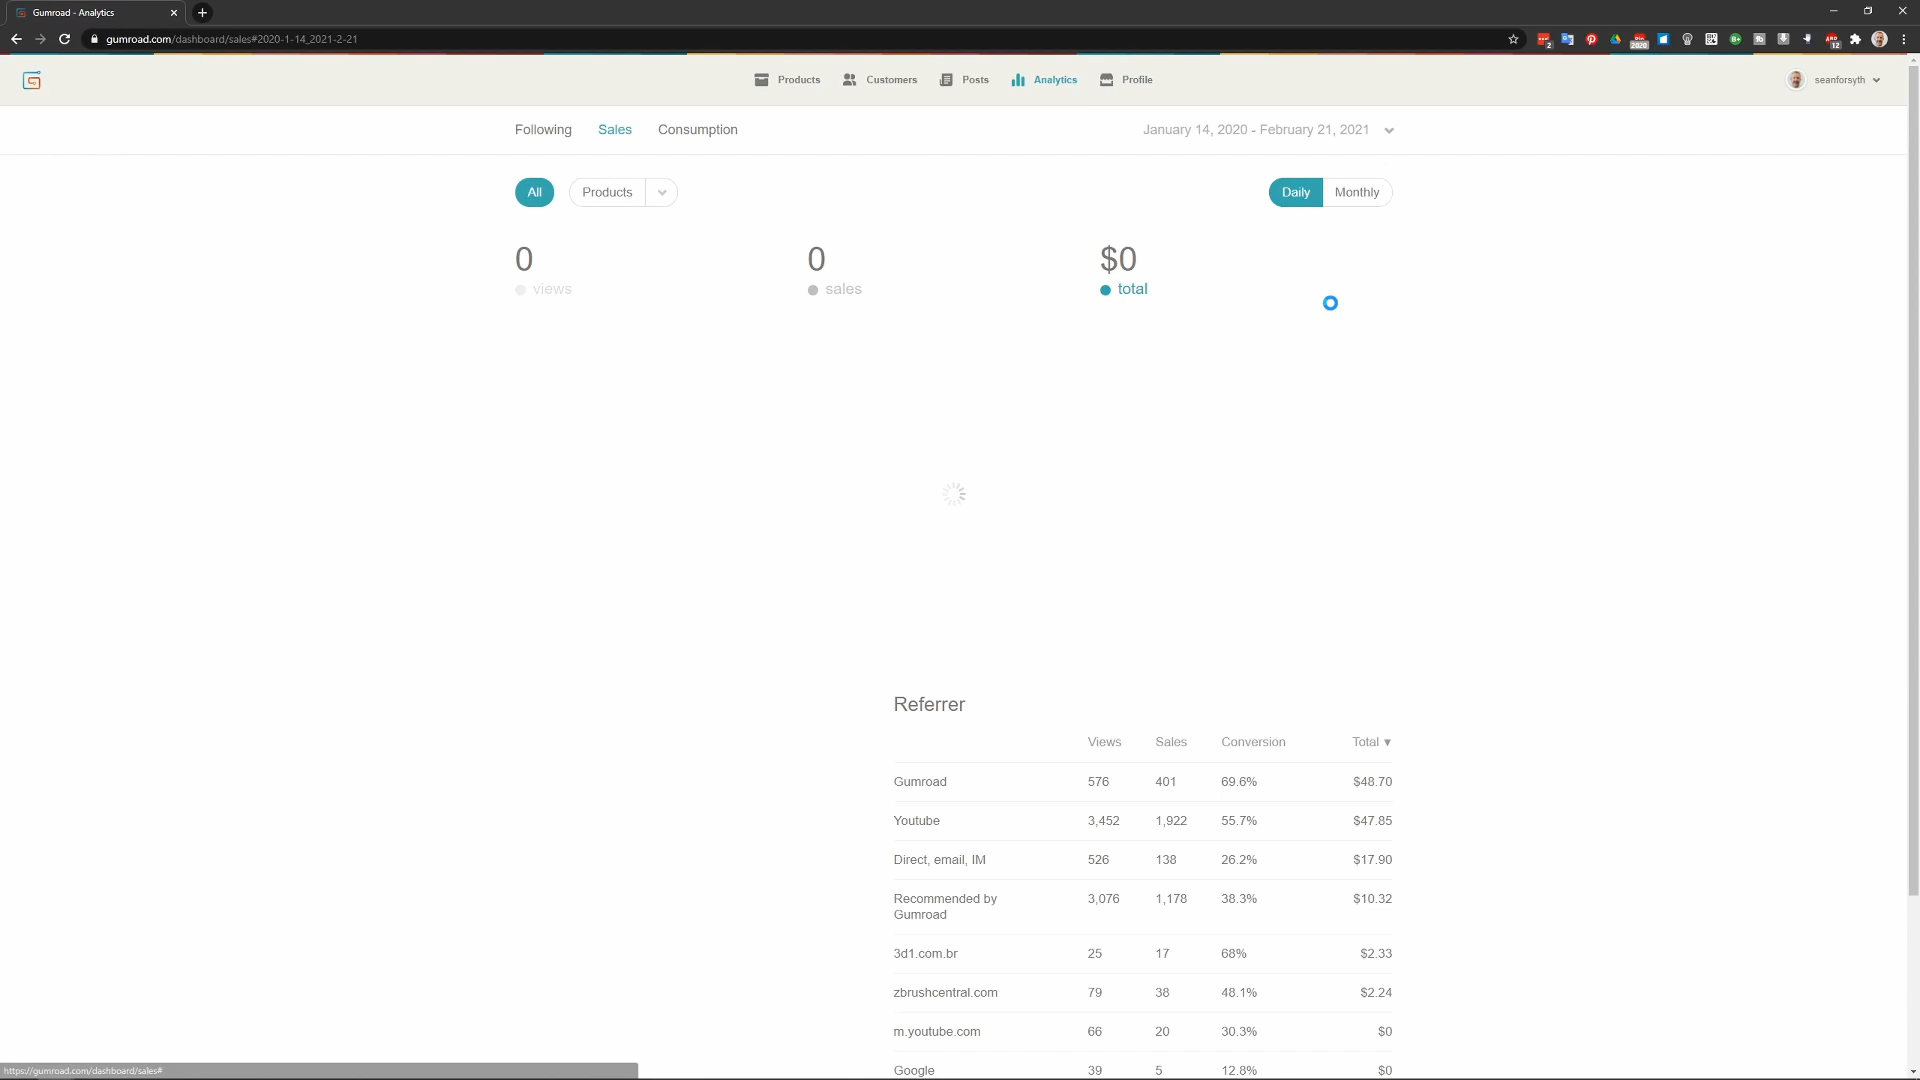 Gumroad - Analytics
gumroad.com/dashboard/sales#2020-1-14_2021-2-21
Products
Customers
Posts
Analytics
Profile
seanforsyth
Following
Sales
Consumption
January 14, 2020 - February 21, 2021
All
Products
Daily
Monthly
0
views
0
sales
$0
total
Referrer
Views Sales Conversion Total ▼
Gumroad 576 401 69.6% $48.70
Youtube 3,452 1,922 55.7% $47.85
Direct, email, IM 526 138 26.2% $17.90
Recommended by 3,076 1,178 38.3% $10.32
Gumroad
3d1.com.br 25 17 68% $2.33
zbrushcentral.com 79 38 48.1% $2.24
m.youtube.com 66 20 30.3% $0
Google 39 5 12.8% $0
https://gumroad.com/dashboard/sales#